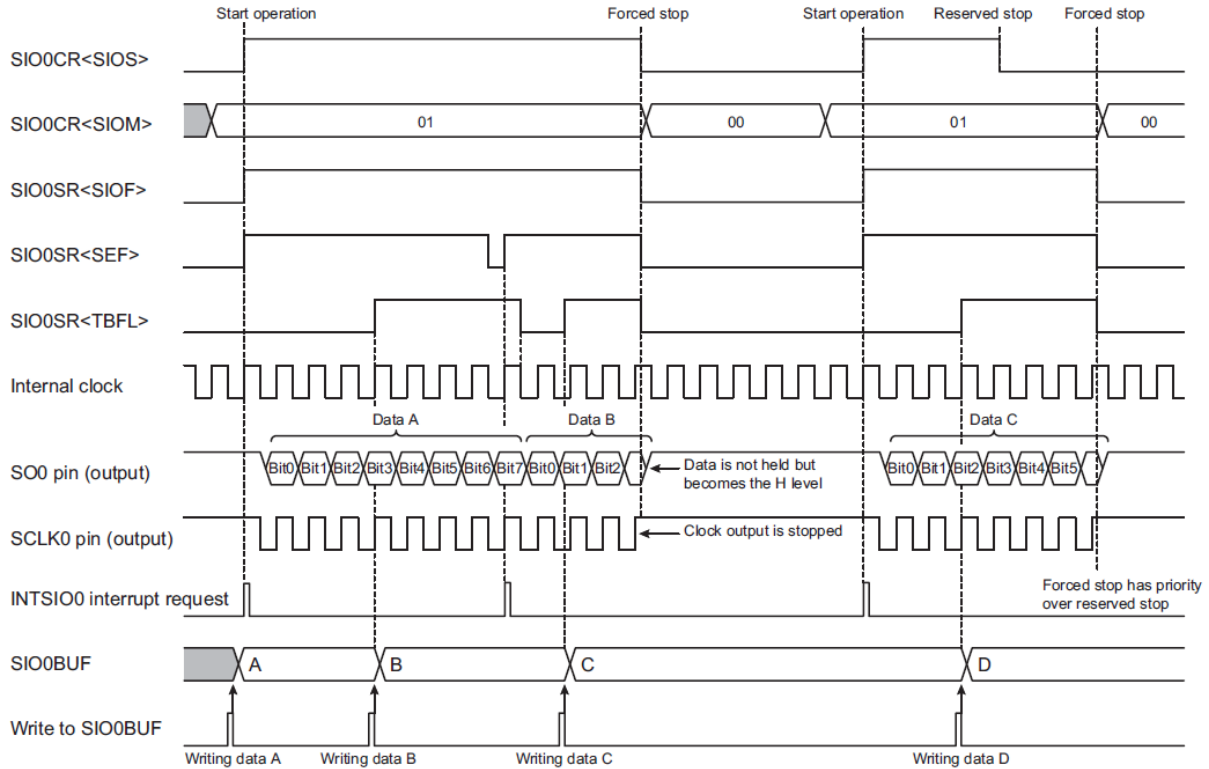 Start operation
Forced stop
Start operation
Reserved stop
Forced stop
SIO0CR<SIOS>
SIO0CR<SIOM>
01
00
01
00
SIO0SR<SIOF>
SIO0SR<SEF>
SIO0SR<TBFL>
Internal clock
Data A
Data B
Data C
SO0 pin (output)
Bit0 Bit1 Bit2 Bit3 Bit4 Bit5 Bit6 Bit7 Bit0 Bit1 Bit2
Data is not held but
becomes the H level
Bit0 Bit1 Bit2 Bit3 Bit4 Bit5
SCLK0 pin (output)
Clock output is stopped
INTSIO0 interrupt request
Forced stop has priority
over reserved stop
SIO0BUF
A
B
C
D
Write to SIO0BUF
Writing data A
Writing data B
Writing data C
Writing data D